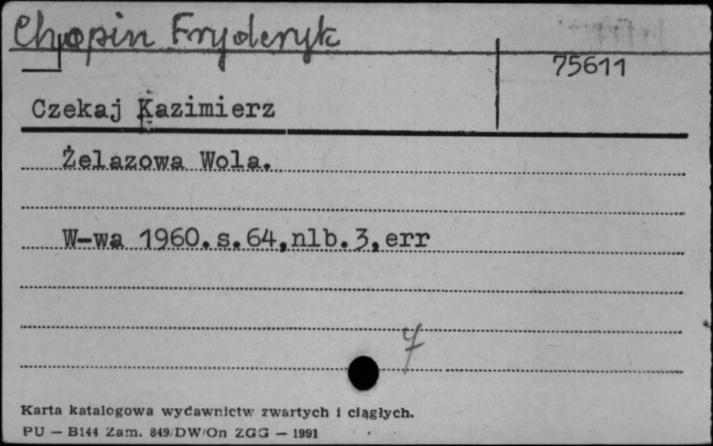 Chopin Fryderyk
75611
Czekaj Kazimierz
Żelazowa Wola.
W-wa 1960.s.64,nlb.3,err
Karta katalogowa wydawnictw zwartych i ciągłych.
PU — B144 Zam. 849/DW/On ZGG — 1991